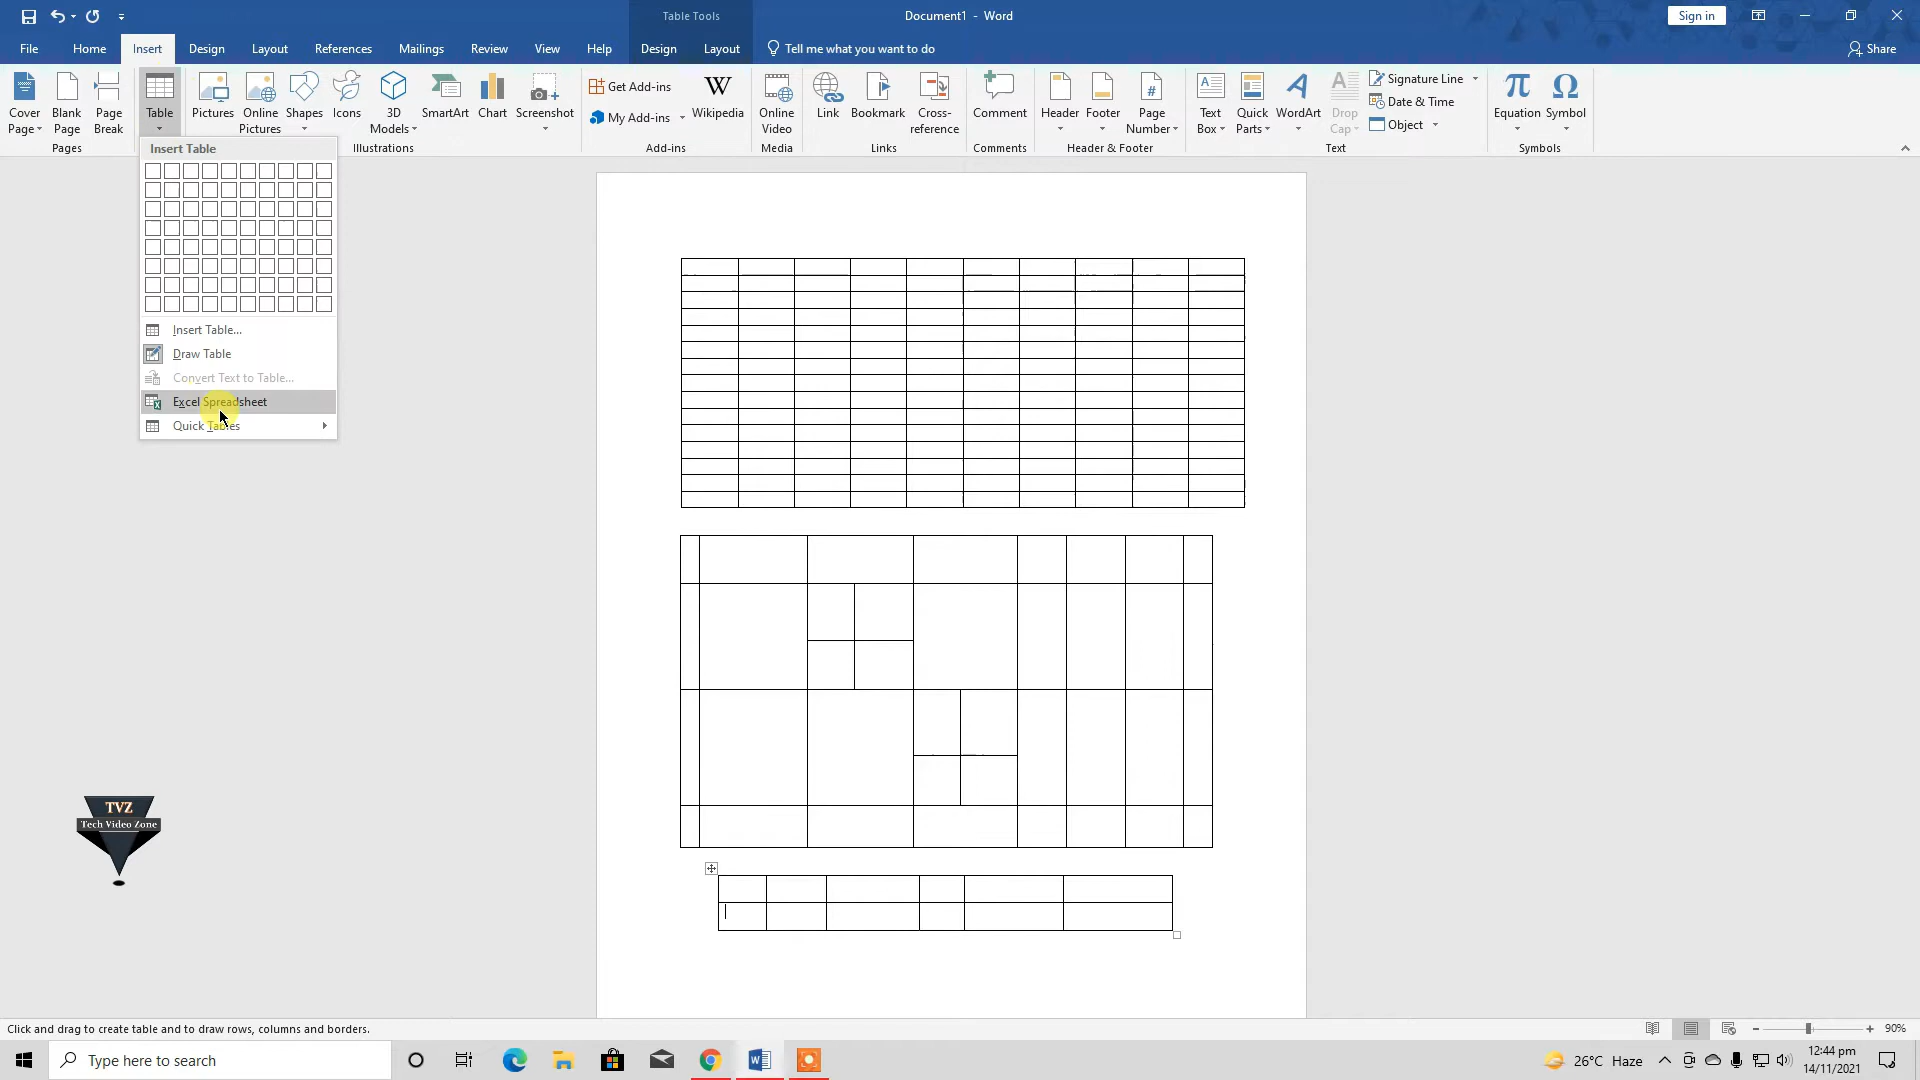 Table Tools
Document1 - Word
Sign in
File Home Insert Design Layout References Mailings Review View Help Design Layout Tell me what you want to do Share
Cover Page
Blank Page
Page Break
Pages
Table
Pictures
Online Pictures
Shapes
Icons
3D Models
SmartArt
Chart
Screenshot
Illustrations
Get Add-ins
My Add-ins
Wikipedia
Add-ins
Online Video
Media
Link
Bookmark
Cross-reference
Links
Comment
Comments
Header
Footer
Page Number
Header & Footer
Text Box
Quick Parts
WordArt
Drop Cap
Signature Line
Date & Time
Object
Text
Equation
Symbol
Symbols
Insert Table
Insert Table...
Draw Table
Convert Text to Table...
Excel Spreadsheet
Quick Tables
TVZ
Tech Video Zone
Click and drag to create table and to draw rows, columns and borders.
90%
Type here to search
26°C Haze
12:44 pm
14/11/2021